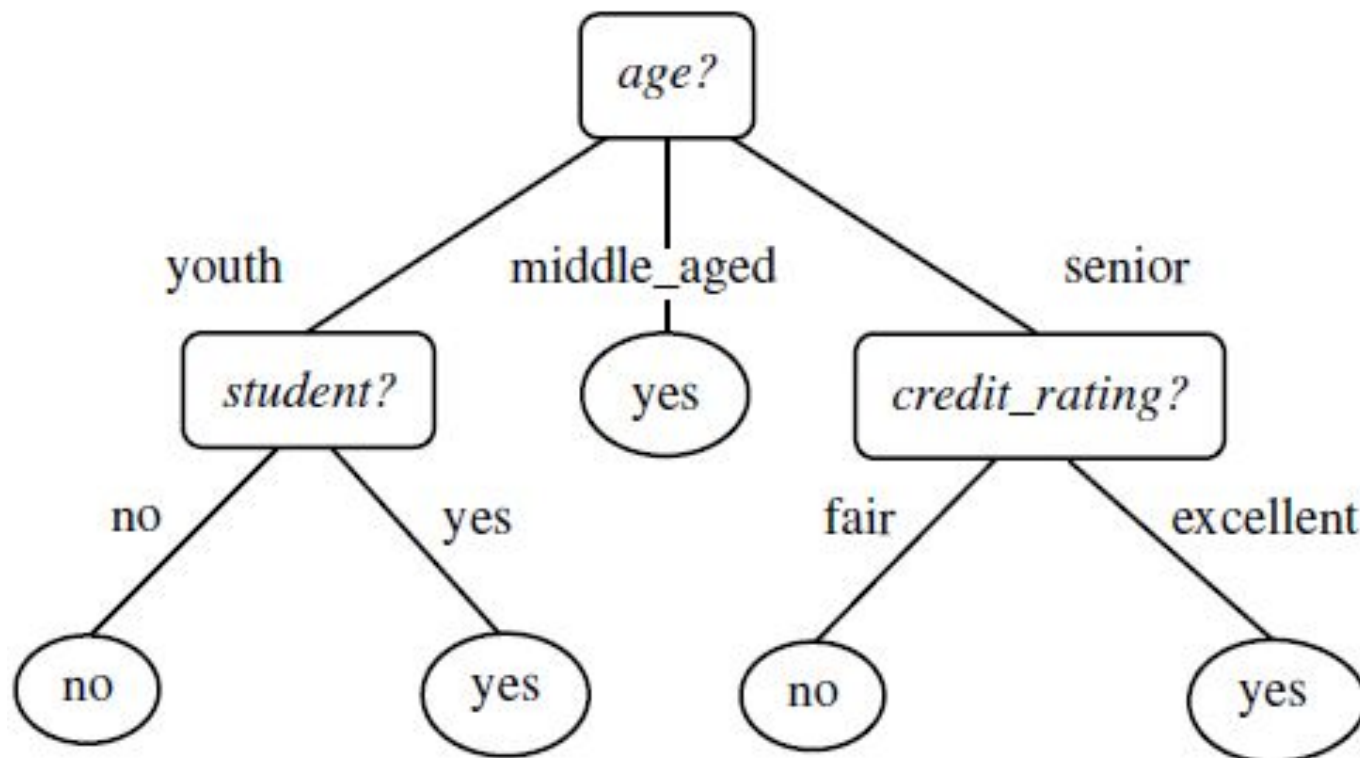 age?
youth
middle_aged
senior
student?
yes
credit_rating?
no
yes
fair
excellent
no
yes
no
yes